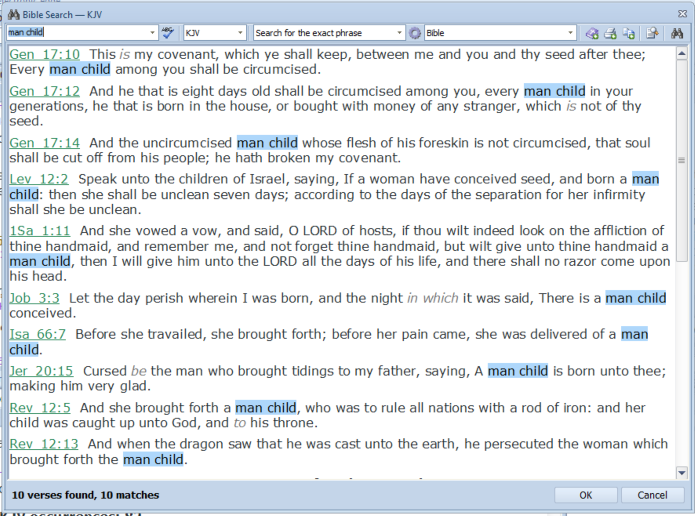 Bible Search — KJV
man child
ABC
KJV
Search for the exact phrase
Bible
Gen 17:10 This is my covenant, which ye shall keep, between me and you and thy seed after thee;
Every man child among you shall be circumcised.
Gen 17:12 And he that is eight days old shall be circumcised among you, every man child in your
generations, he that is born in the house, or bought with money of any stranger, which is not of thy
seed.
Gen 17:14 And the uncircumcised man child whose flesh of his foreskin is not circumcised, that soul
shall be cut off from his people; he hath broken my covenant.
Lev 12:2 Speak unto the children of Israel, saying, If a woman have conceived seed, and born a man
child: then she shall be unclean seven days; according to the days of the separation for her infirmity
shall she be unclean.
1Sa 1:11 And she vowed a vow, and said, O LORD of hosts, if thou wilt indeed look on the affliction of
thine handmaid, and remember me, and not forget thine handmaid, but wilt give unto thine handmaid a
man child, then I will give him unto the LORD all the days of his life, and there shall no razor come upon
his head.
Job 3:3 Let the day perish wherein I was born, and the night in which it was said, There is a man child
conceived.
Isa 66:7 Before she travailed, she brought forth; before her pain came, she was delivered of a man
child.
Jer 20:15 Cursed be the man who brought tidings to my father, saying, A man child is born unto thee;
making him very glad.
Rev 12:5 And she brought forth a man child, who was to rule all nations with a rod of iron: and her
child was caught up unto God, and to his throne.
Rev 12:13 And when the dragon saw that he was cast unto the earth, he persecuted the woman which
brought forth the man child.
10 verses found, 10 matches
OK
Cancel